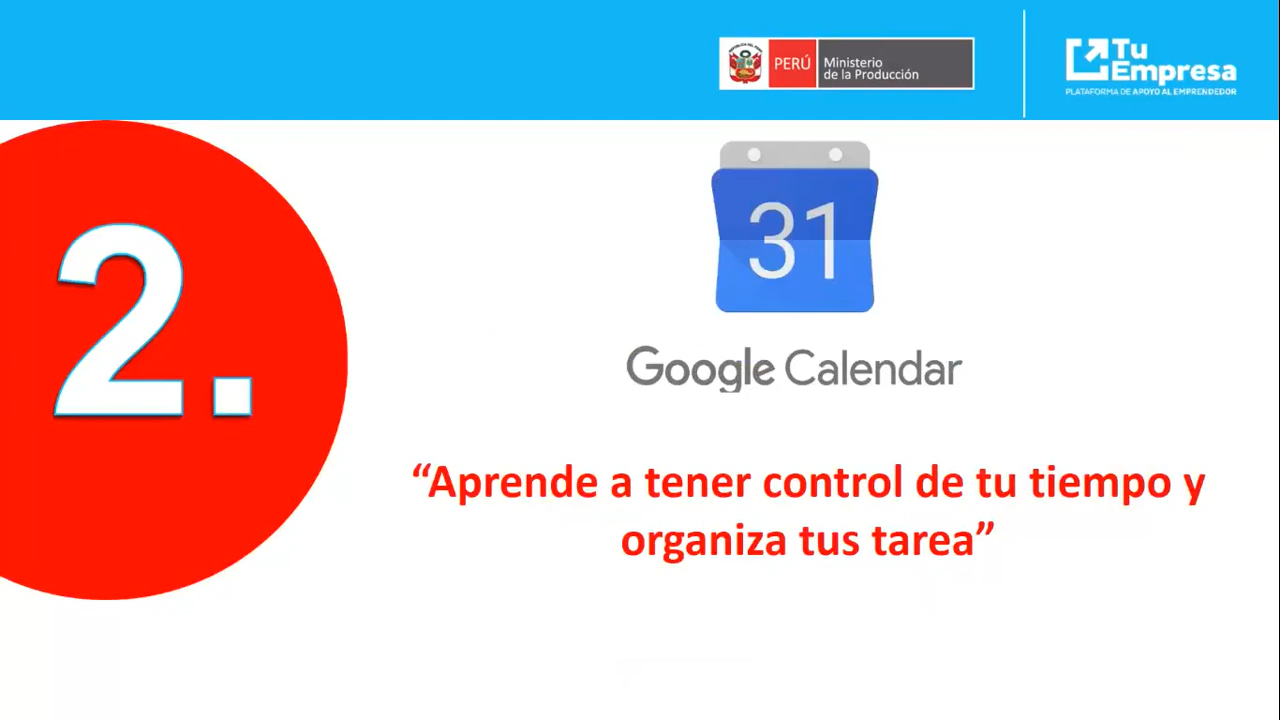 PERÚ
Ministerio
de la Producción
Tu
Empresa
PLATAFORMA DE APOYO AL EMPRENDEDOR
2.
31
Google Calendar
“Aprende a tener control de tu tiempo y
organiza tus tarea”